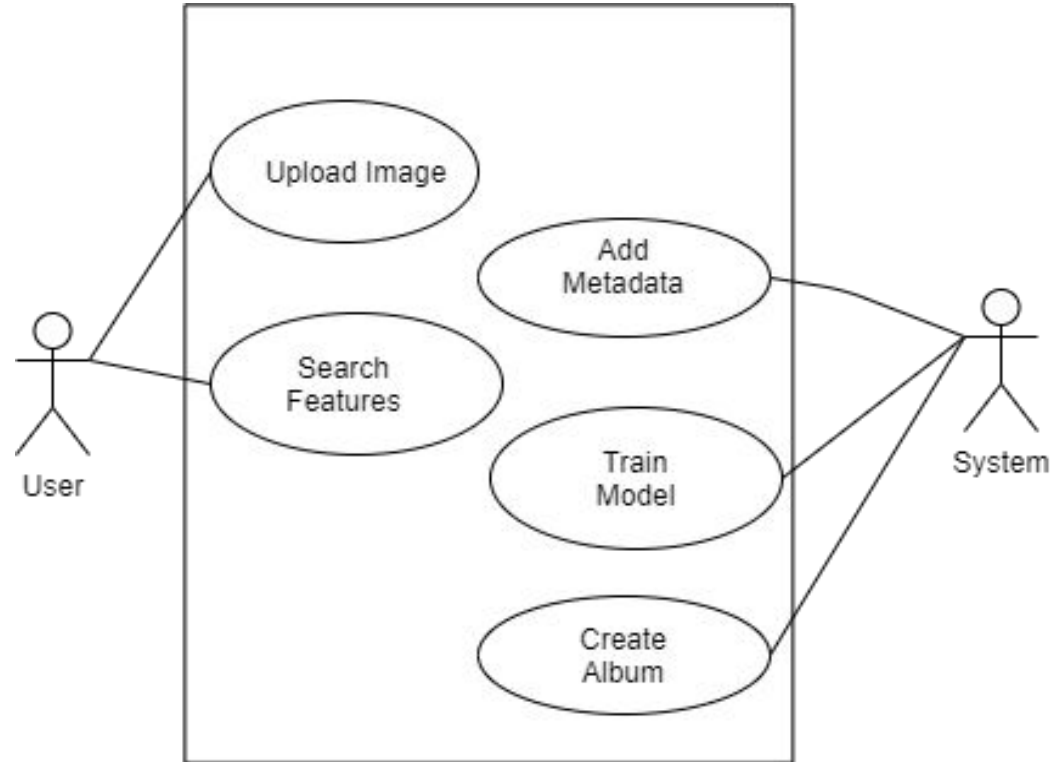 Upload Image
Add
Metadata
Search
Features
User
Train
Model
System
Create
Album